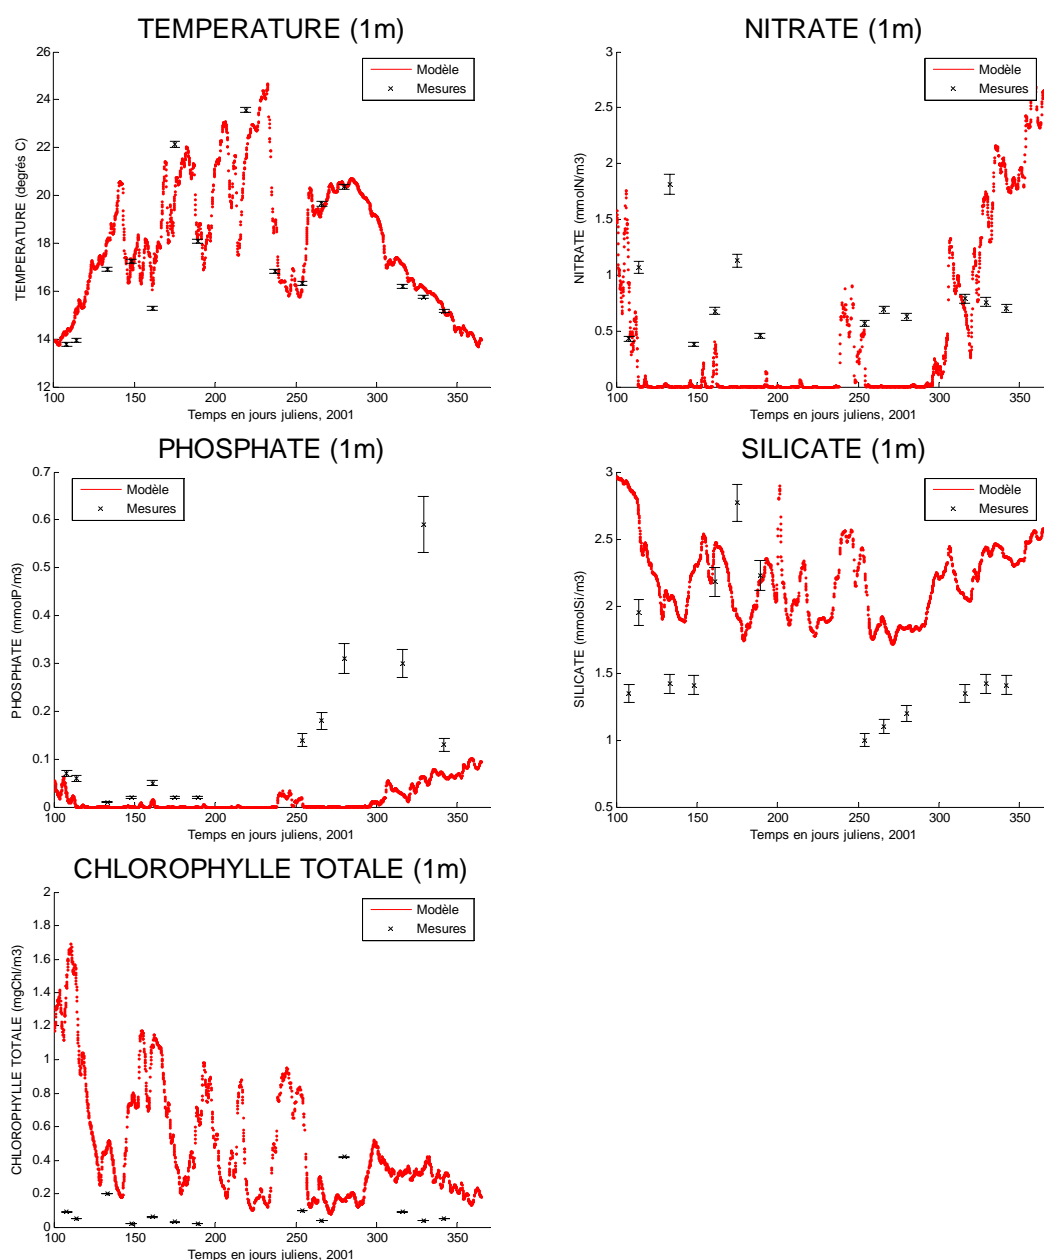 TEMPERATURE (1m)
26
24
22
20
18
16
14
12
TEMPERATURE (degrés C)
Modèle
Mesures
100
150
200
250
300
350
Temps en jours juliens, 2001
NITRATE (1m)
3
2.5
2
1.5
1
0.5
0
NITRATE (mmolN/m3)
Modèle
Mesures
100
150
200
250
300
350
Temps en jours juliens, 2001
PHOSPHATE (1m)
0.7
0.6
0.5
0.4
0.3
0.2
0.1
0
PHOSPHATE (mmolP/m3)
Modèle
Mesures
100
150
200
250
300
350
Temps en jours juliens, 2001
SILICATE (1m)
3
2.5
2
1.5
1
0.5
SILICATE (mmolSi/m3)
Modèle
Mesures
100
150
200
250
300
350
Temps en jours juliens, 2001
CHLOROPHYLLE TOTALE (1m)
2
1.8
1.6
1.4
1.2
1
0.8
0.6
0.4
0.2
0
CHLOROPHYLLE TOTALE (mgChl/m3)
Modèle
Mesures
100
150
200
250
300
350
Temps en jours juliens, 2001